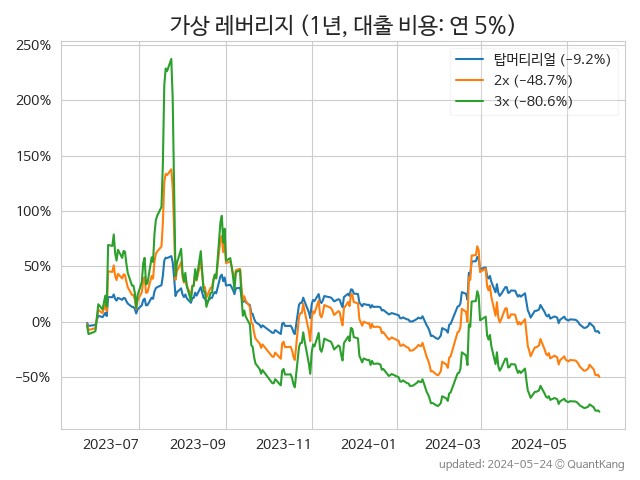 가상 레버리지 (1년, 대출 비용: 연 5%)
250%
200%
150%
100%
50%
0%
−50%
탑머티리얼 (−9.2%)
2x (−48.7%)
3x (−80.6%)
2023-07
2023-09
2023-11
2024-01
2024-03
2024-05
updated: 2024-05-24 © QuantKang